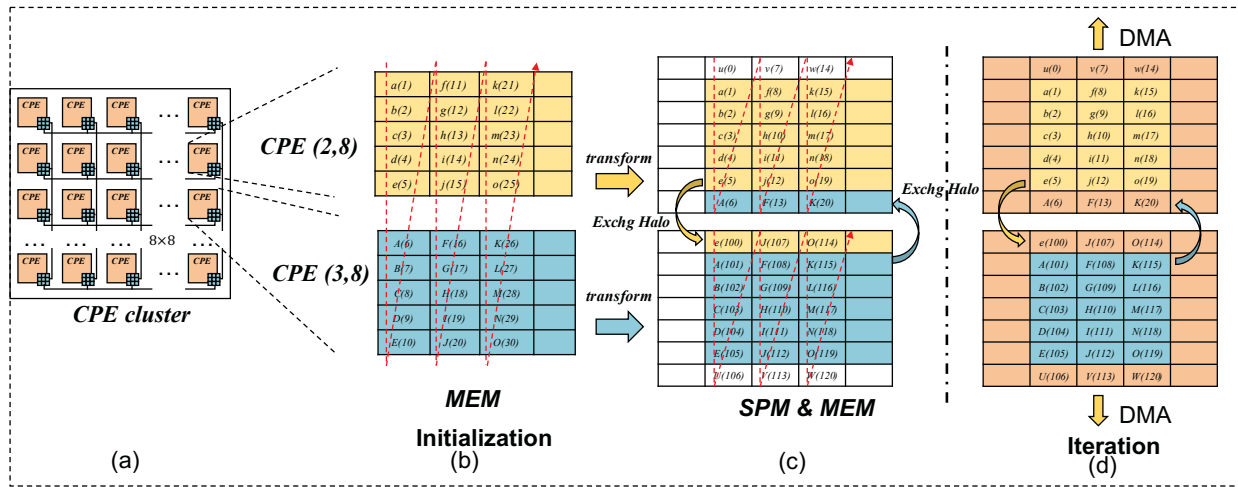 CPE CPE CPE ... CPE
CPE CPE CPE ... CPE
CPE CPE CPE ... CPE
... ... 8×8 ... ...
CPE CPE CPE ... CPE
CPE cluster
(a)
CPE (2,8)
CPE (3,8)
a(1) f(11) k(21)
b(2) g(12) l(22)
c(3) h(13) m(23)
d(4) i(14) n(24)
e(5) j(15) o(25)
A(6) F(16) K(26)
B(7) G(17) L(27)
C(8) H(18) M(28)
D(9) I(19) N(29)
E(10) J(20) O(30)
MEM
Initialization
(b)
transform
transform
Exchg Halo
u(0) v(7) w(14)
a(1) f(8) k(15)
b(2) g(9) l(16)
c(3) h(10) m(17)
d(4) i(11) n(18)
e(5) j(12) o(19)
A(6) F(13) K(20)
e(100) J(107) O(114)
A(101) F(108) K(115)
B(102) G(109) L(116)
C(103) H(110) M(117)
D(104) I(111) N(118)
E(105) J(112) O(119)
U(106) V(113) W(120)
SPM & MEM
(c)
Exchg Halo
DMA
u(0) v(7) w(14)
a(1) f(8) k(15)
b(2) g(9) l(16)
c(3) h(10) m(17)
d(4) i(11) n(18)
e(5) j(12) o(19)
A(6) F(13) K(20)
e(100) J(107) O(114)
A(101) F(108) K(115)
B(102) G(109) L(116)
C(103) H(110) M(117)
D(104) I(111) N(118)
E(105) J(112) O(119)
U(106) V(113) W(120)
DMA
Iteration
(d)